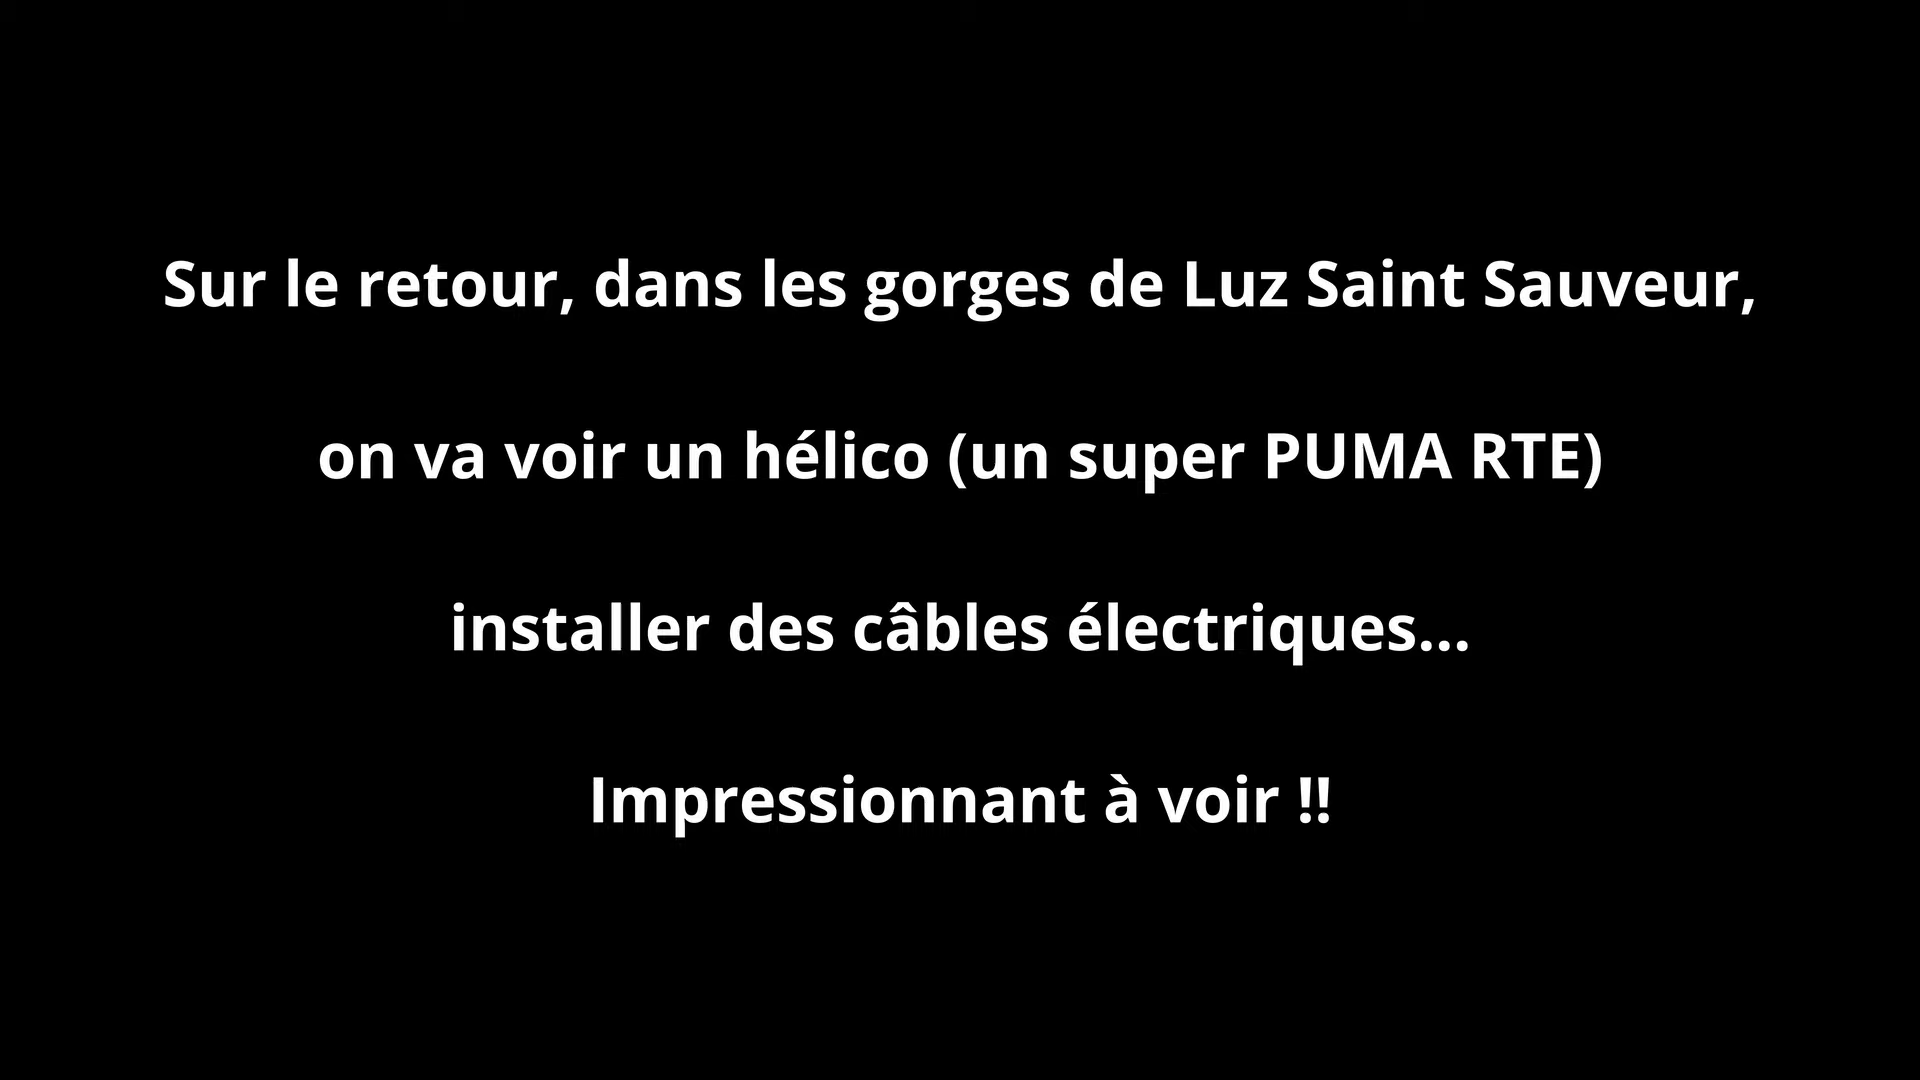 Sur le retour, dans les gorges de Luz Saint Sauveur,
on va voir un hélico (un super PUMA RTE)
installer des câbles électriques...
Impressionnant à voir !!